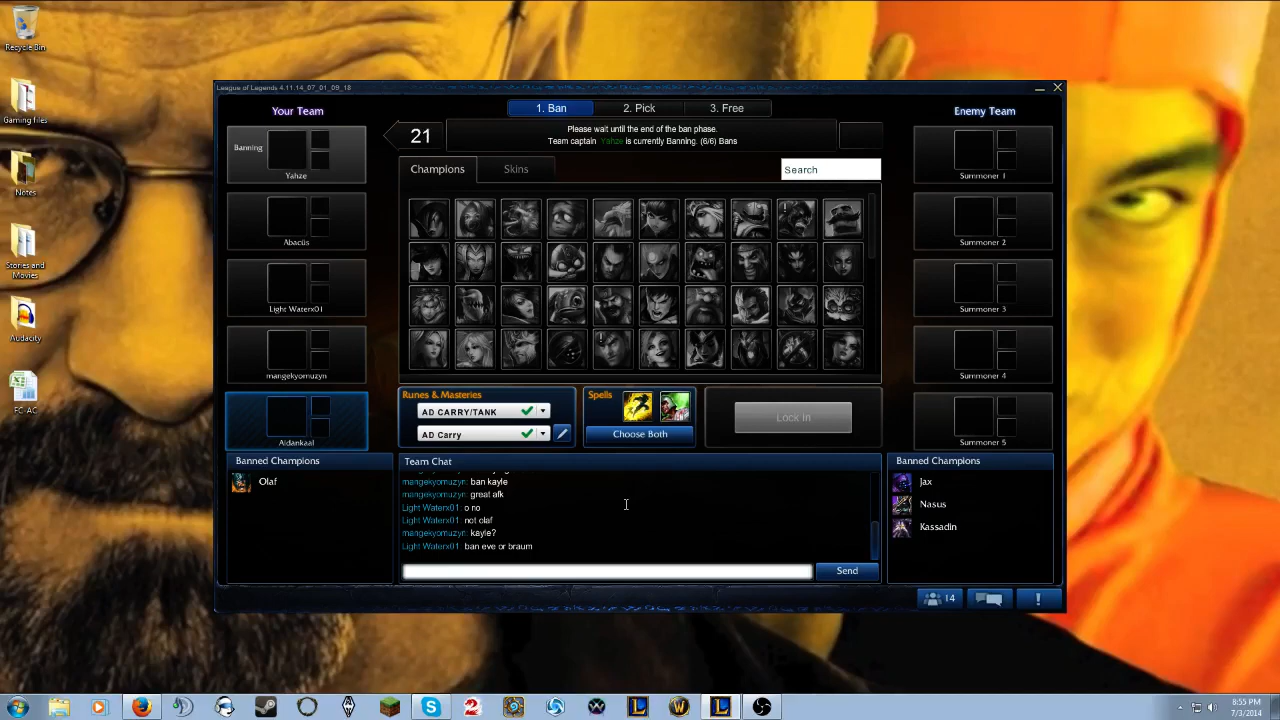 Recycle Bin
Gaming files
Notes
Stories and
Movies
Audacity
FC-AC
League of Legends 4.11.14_07_01_09_18
Your Team
1. Ban
2. Pick
3. Free
Enemy Team
21
Please wait until the end of the ban phase.
Team captain Yahze is currently Banning. (6/6) Bans
Banning
Yahze
Abacüs
Light Waterx01
mangekyomuzyn
Aldankaal
Champions
Skins
Search
Summoner 1
Summoner 2
Summoner 3
Summoner 4
Summoner 5
Runes & Masteries
AD CARRY/TANK
AD Carry
Spells
Choose Both
Lock In
Banned Champions
Olaf
Team Chat
mangekyomuzyn: ban kayle
mangekyomuzyn: great afk
Light Waterx01: o no
Light Waterx01: not olaf
mangekyomuzyn: kayle?
Light Waterx01: ban eve or braum
Send
Banned Champions
Jax
Nasus
Kassadin
14
8:55 PM
7/3/2014